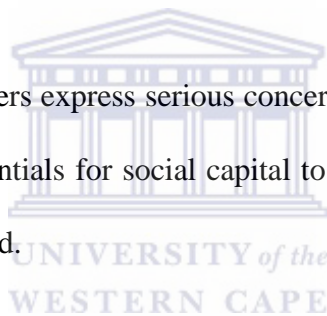 ers express serious concer
ntials for social capital to
d.
UNIVERSITY of the
WESTERN CAPE